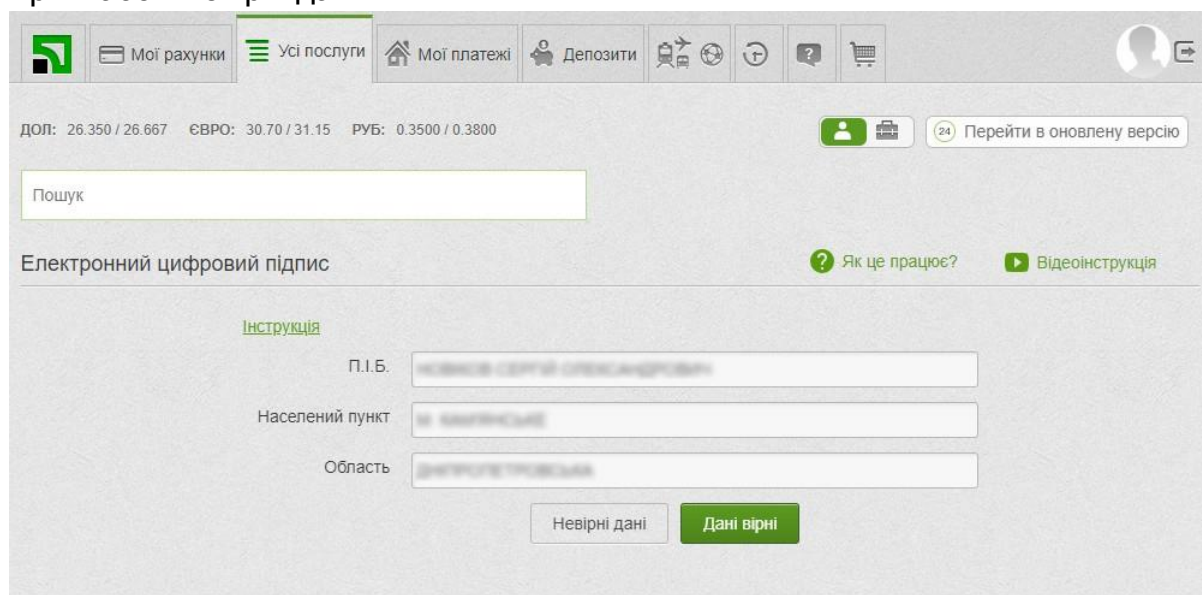 Мої рахунки Усі послуги Мої платежі Депозити
ДОЛ: 26.350 / 26.667 ЄВРО: 30.70 / 31.15 РУБ: 0.3500 / 0.3800 24 Перейти в оновлену версію
Пошук
Електронний цифровий підпис Як це працює? Відеоінструкція
Інструкція
П.І.Б.
Населений пункт
Область
Невірні дані Дані вірні